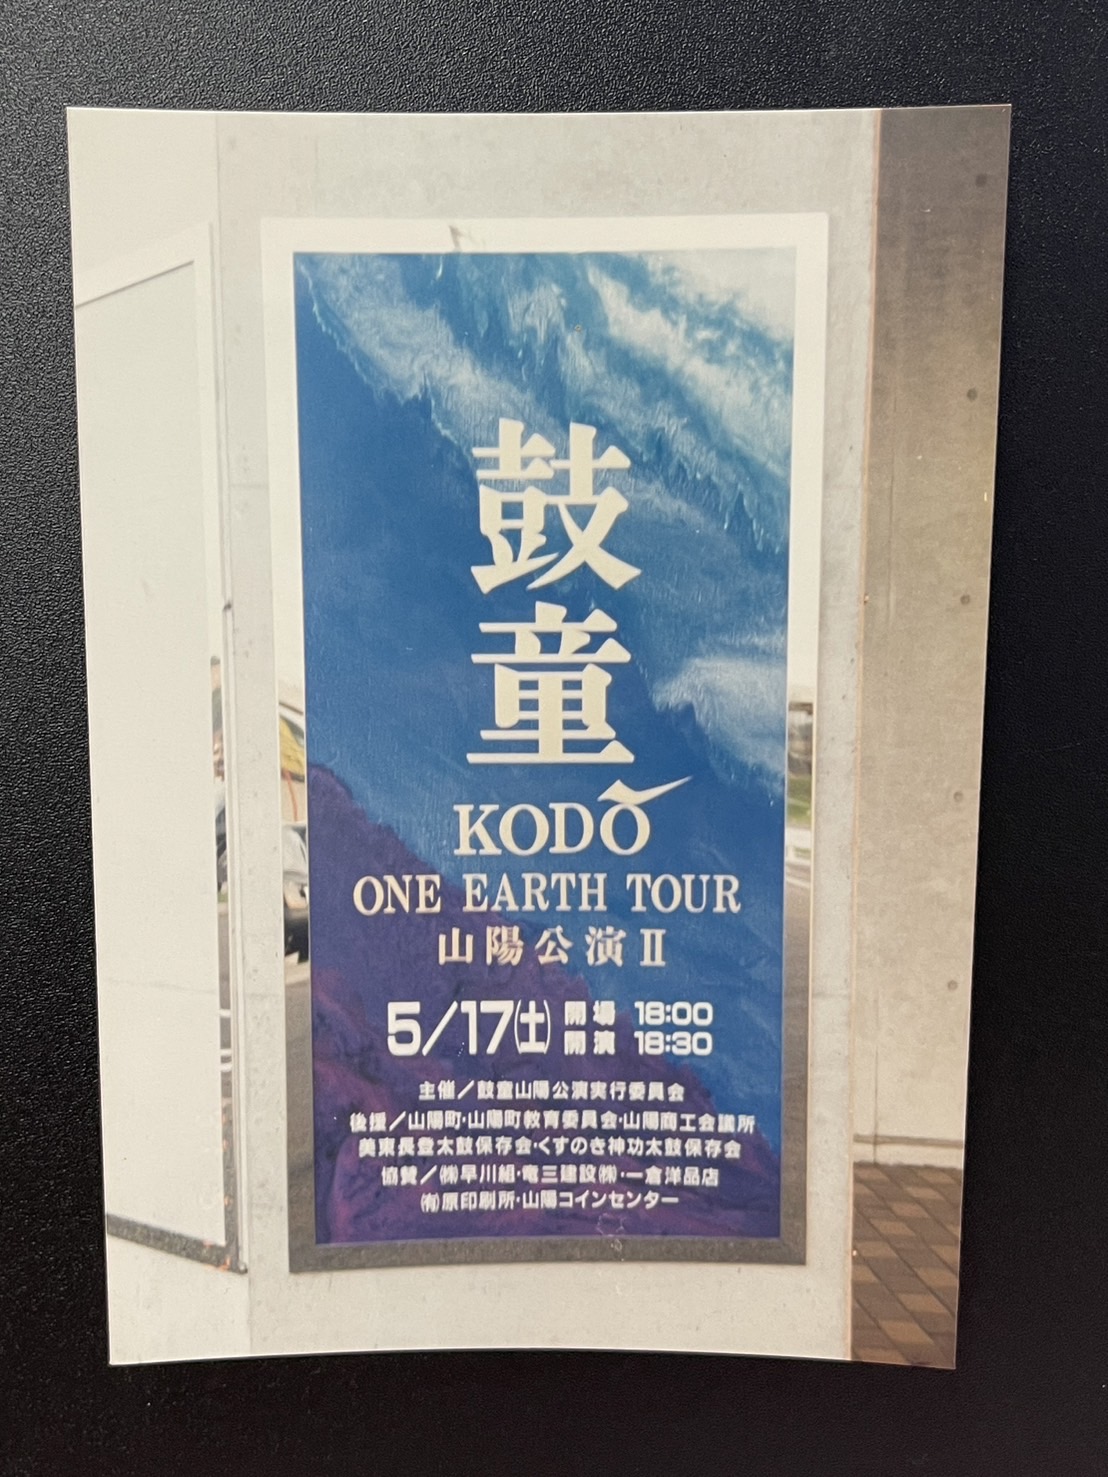 鼓童
KODŌ
ONE EARTH TOUR
山陽公演Ⅱ
5/17(土) 開場 18:00
開演 18:30
主催/鼓童山陽公演実行委員会
後援/山陽町・山陽町教育委員会・山陽商工会議所
美東長登太鼓保存会・くすのき神功太鼓保存会
協賛/㈱早川組・竜三建設㈱・一倉洋品店
㈲原印刷所・山陽コインセンター